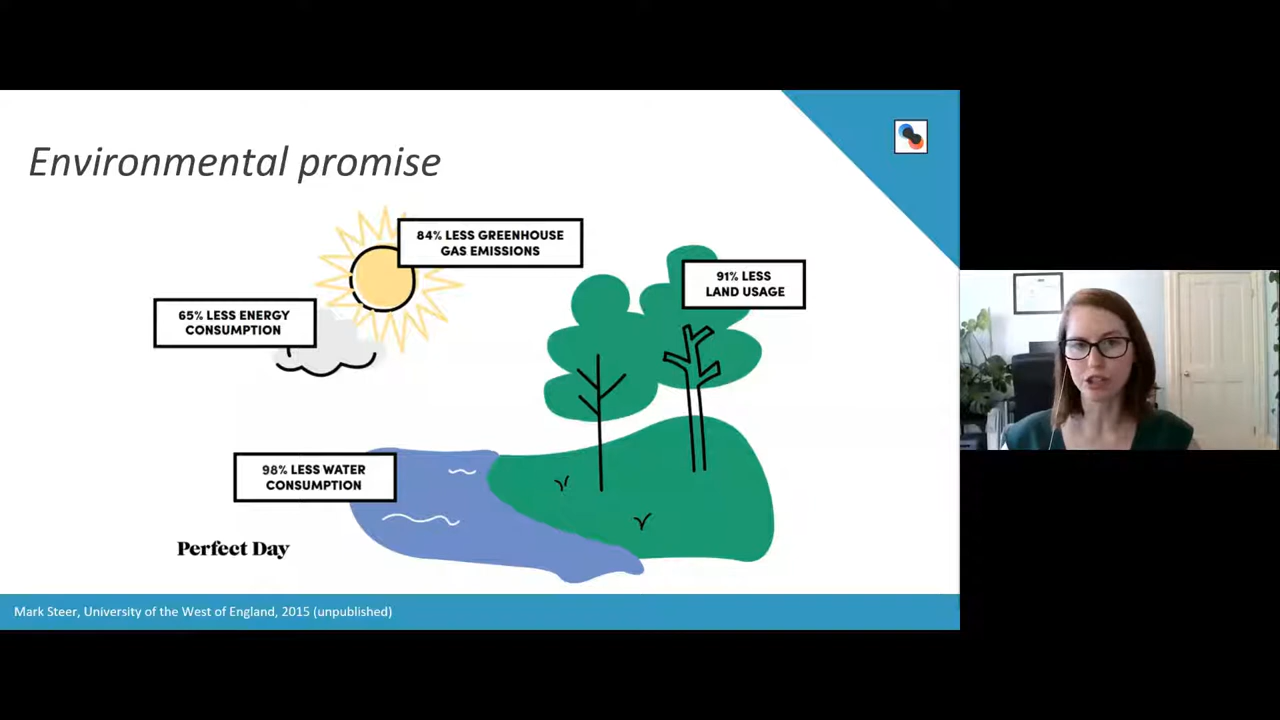 Environmental promise
84% LESS GREENHOUSE
GAS EMISSIONS
91% LESS
LAND USAGE
65% LESS ENERGY
CONSUMPTION
98% LESS WATER
CONSUMPTION
Perfect Day
Mark Steer, University of the West of England, 2015 (unpublished)